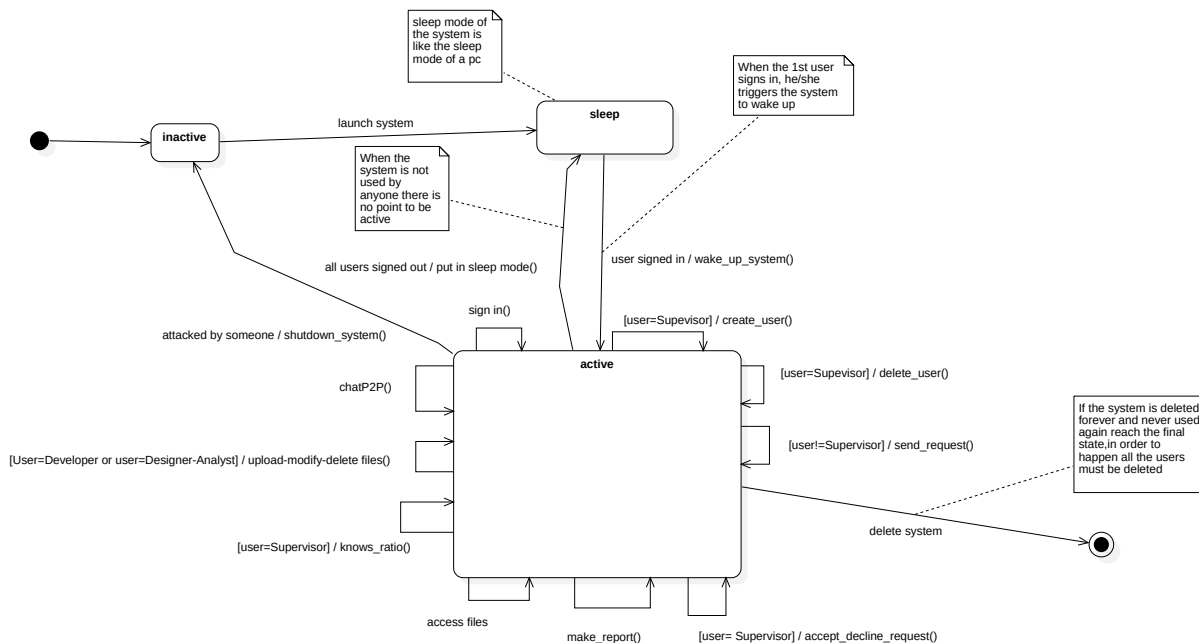 sleep mode of
the system is
like the sleep
mode of a pc
When the 1st user
signs in, he/she
triggers the system
to wake up
sleep
inactive
launch system
When the
system is not
used by
anyone there is
no point to be
active
all users signed out / put in sleep mode()
user signed in / wake_up_system()
sign in()
[user=Supevisor] / create_user()
attacked by someone / shutdown_system()
active
chatP2P()
[user=Supevisor] / delete_user()
If the system is deleted
forever and never used
again reach the final
state,in order to
happen all the users
must be deleted
[user!=Supervisor] / send_request()
[User=Developer or user=Designer-Analyst] / upload-modify-delete files()
delete system
[user=Supervisor] / knows_ratio()
access files
make_report()
[user= Supervisor] / accept_decline_request()